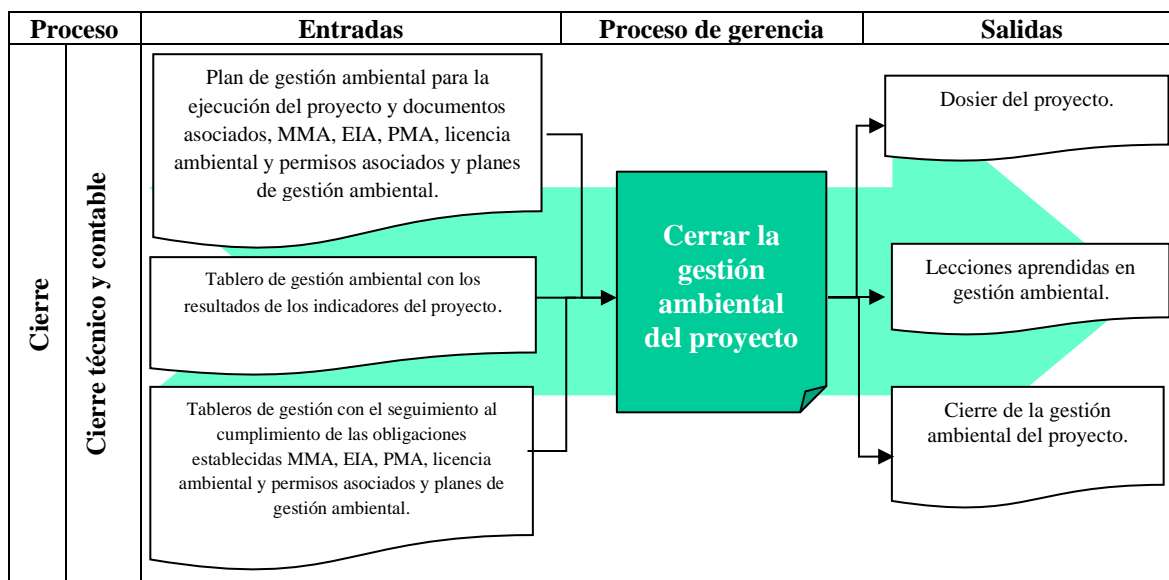 Proceso
Entradas
Proceso de gerencia
Salidas
Cierre
Cierre técnico y contable
Plan de gestión ambiental para la
ejecución del proyecto y documentos
asociados, MMA, EIA, PMA, licencia
ambiental y permisos asociados y planes
de gestión ambiental.
Tablero de gestión ambiental con los
resultados de los indicadores del proyecto.
Tableros de gestión con el seguimiento al
cumplimiento de las obligaciones
establecidas MMA, EIA, PMA, licencia
ambiental y permisos asociados y planes de
gestión ambiental.
Cerrar la
gestión
ambiental
del proyecto
Dosier del proyecto.
Lecciones aprendidas en
gestión ambiental.
Cierre de la gestión
ambiental del proyecto.